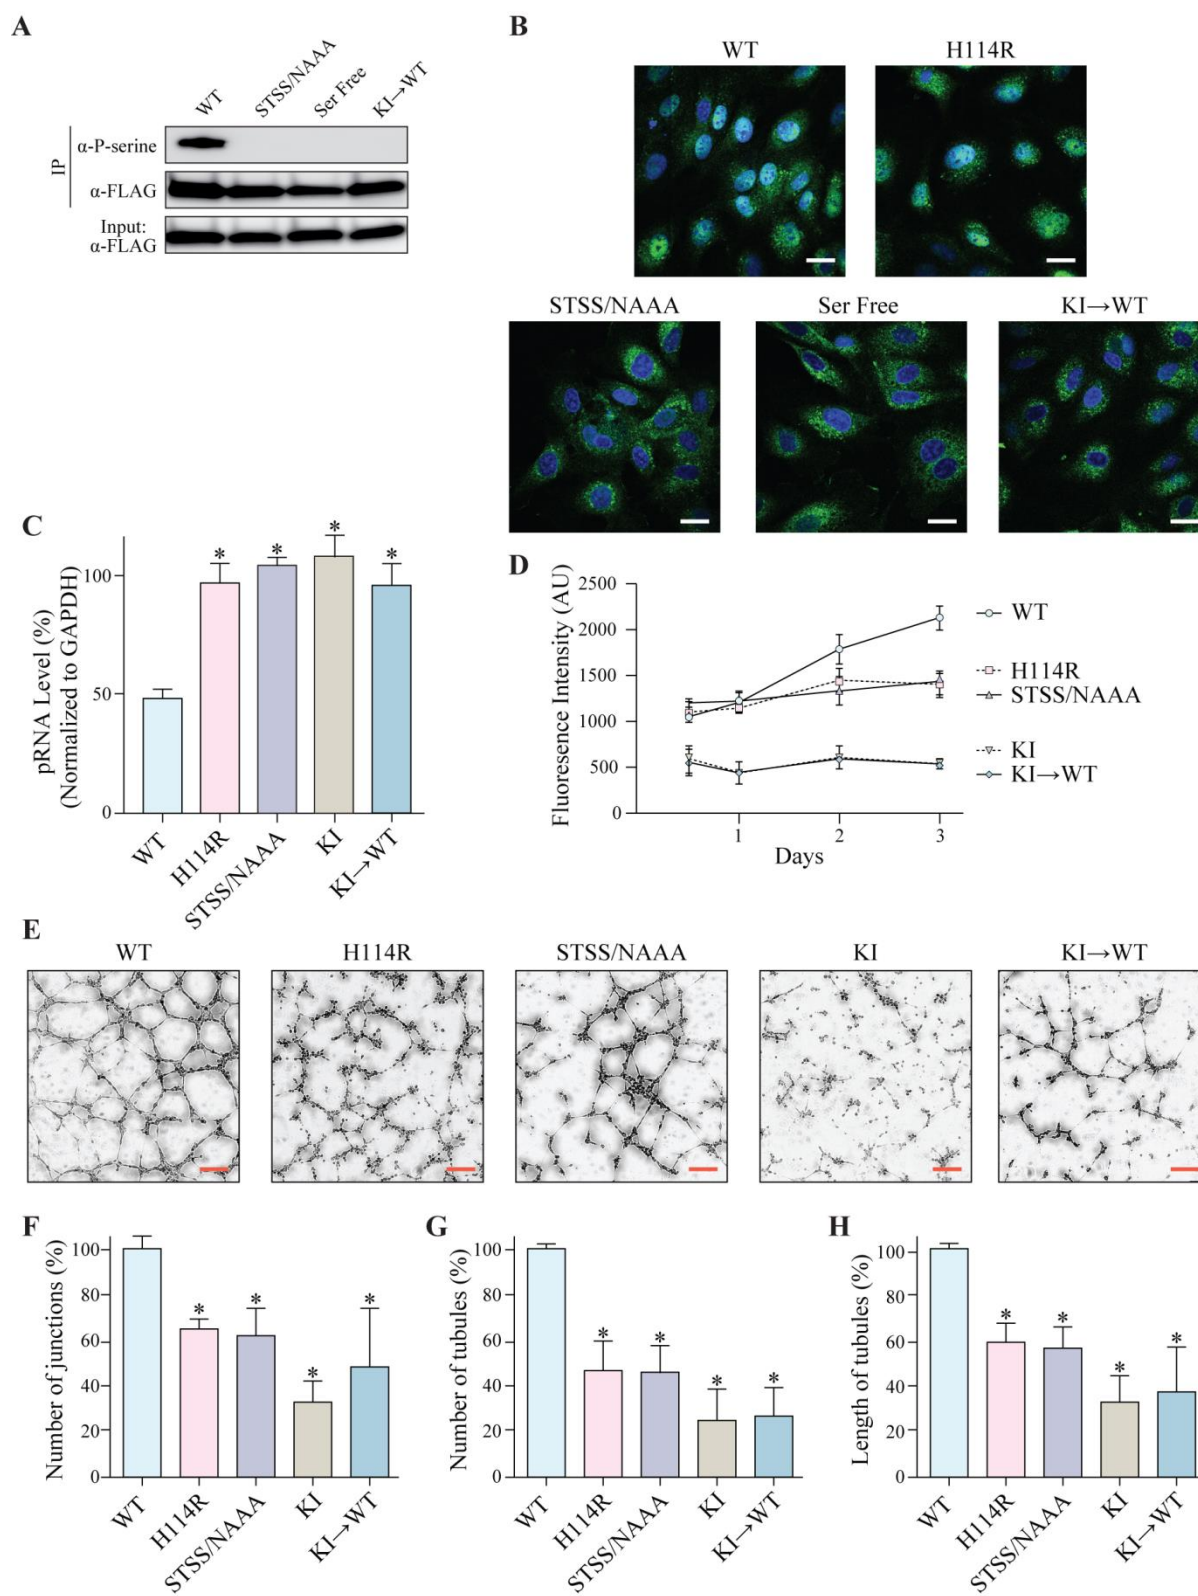 A
WT
STSS/NAAA
Ser Free
KI→WT
IP
α-P-serine
α-FLAG
Input:
α-FLAG
B
WT
H114R
STSS/NAAA
Ser Free
KI→WT
C
pRNA Level (%)
(Normalized to GAPDH)
100
50
0
WT
H114R
STSS/NAAA
KI
KI→WT
* * * *
D
Fluoresence Intensity (AU)
2500
2000
1500
1000
500
0
1 2 3
Days
WT
H114R
STSS/NAAA
KI
KI→WT
E
WT
H114R
STSS/NAAA
KI
KI→WT
F
Number of junctions (%)
100
80
60
40
20
0
* * * *
WT
H114R
STSS/NAAA
KI
KI→WT
G
Number of tubules (%)
100
80
60
40
20
0
* * * *
WT
H114R
STSS/NAAA
KI
KI→WT
H
Length of tubules (%)
100
80
60
40
20
0
* * * *
WT
H114R
STSS/NAAA
KI
KI→WT